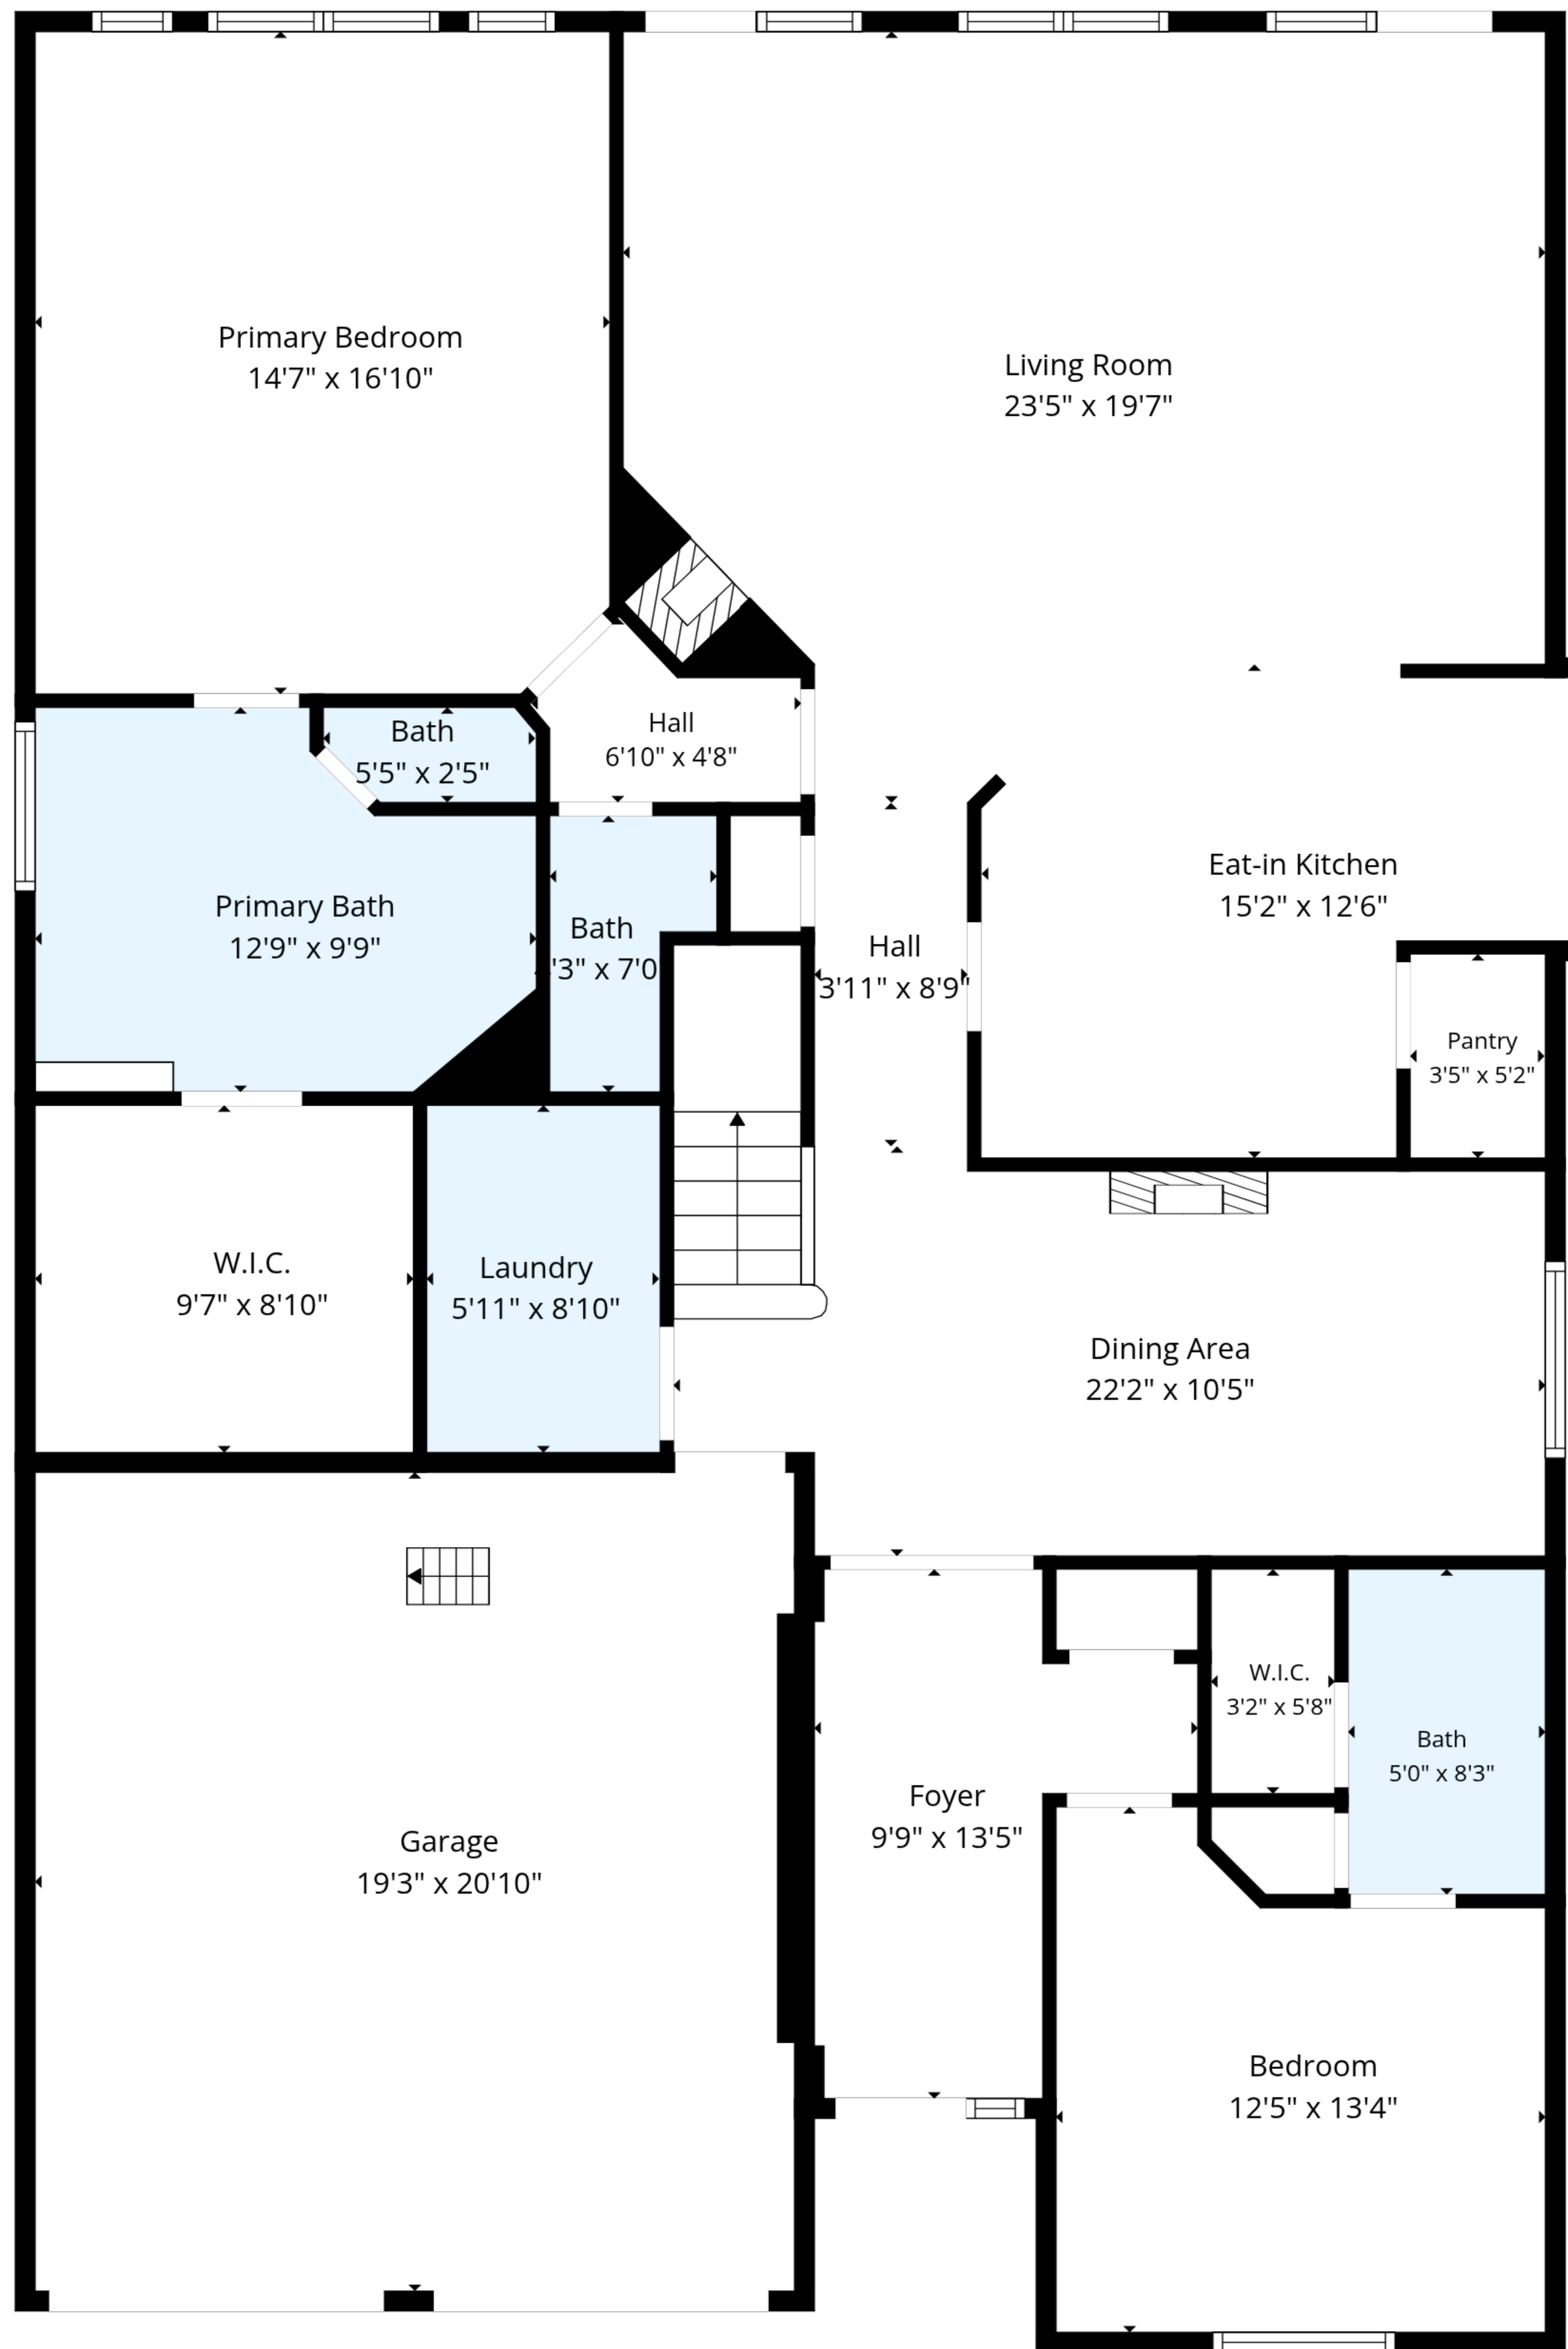 Primary Bedroom
14'7" x 16'10"
Living Room
23'5" x 19'7"
Bath
5'5" x 2'5"
Hall
6'10" x 4'8"
Eat-in Kitchen
15'2" x 12'6"
Primary Bath
12'9" x 9'9"
Bath
'3" x 7'0
Hall
3'11" x 8'9"
Pantry
3'5" x 5'2"
W.I.C.
9'7" x 8'10"
Laundry
5'11" x 8'10"
Dining Area
22'2" x 10'5"
W.I.C.
3'2" x 5'8"
Bath
5'0" x 8'3"
Foyer
9'9" x 13'5"
Garage
19'3" x 20'10"
Bedroom
12'5" x 13'4"